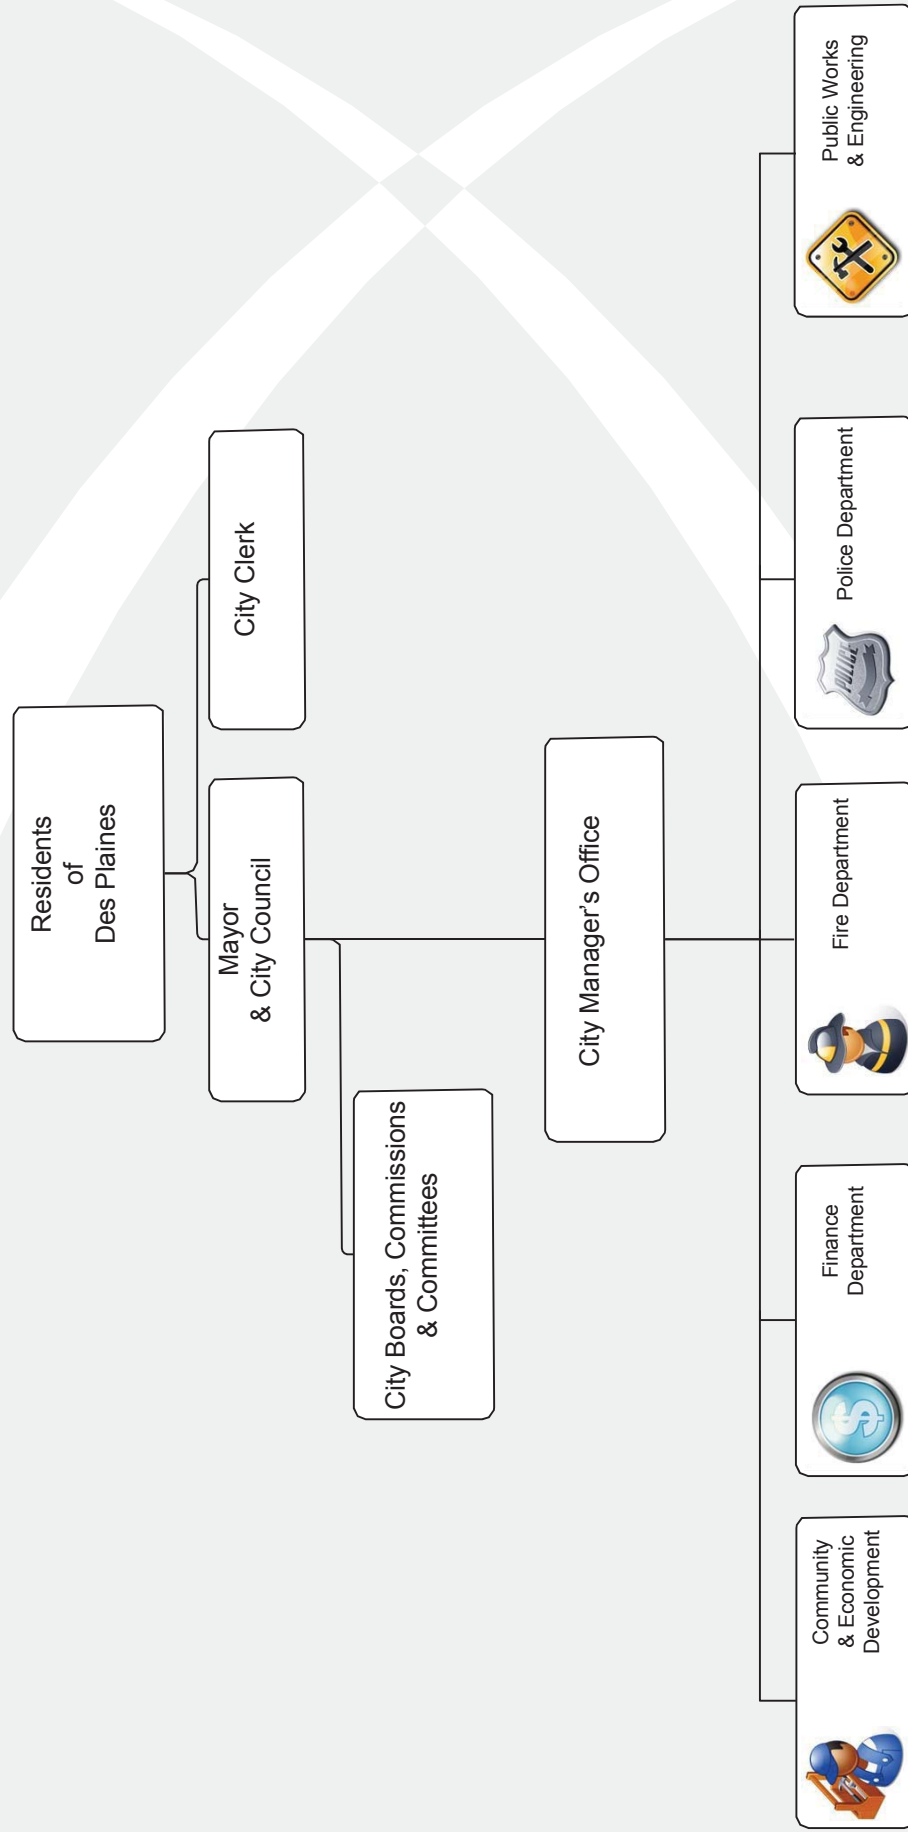 Residents
of
Des Plaines
Mayor
& City Council
City Clerk
City Boards, Commissions
& Committees
City Manager’s Office
Community
& Economic
Development
Finance
Department
Fire Department
POLICE
Police Department
Public Works
& Engineering